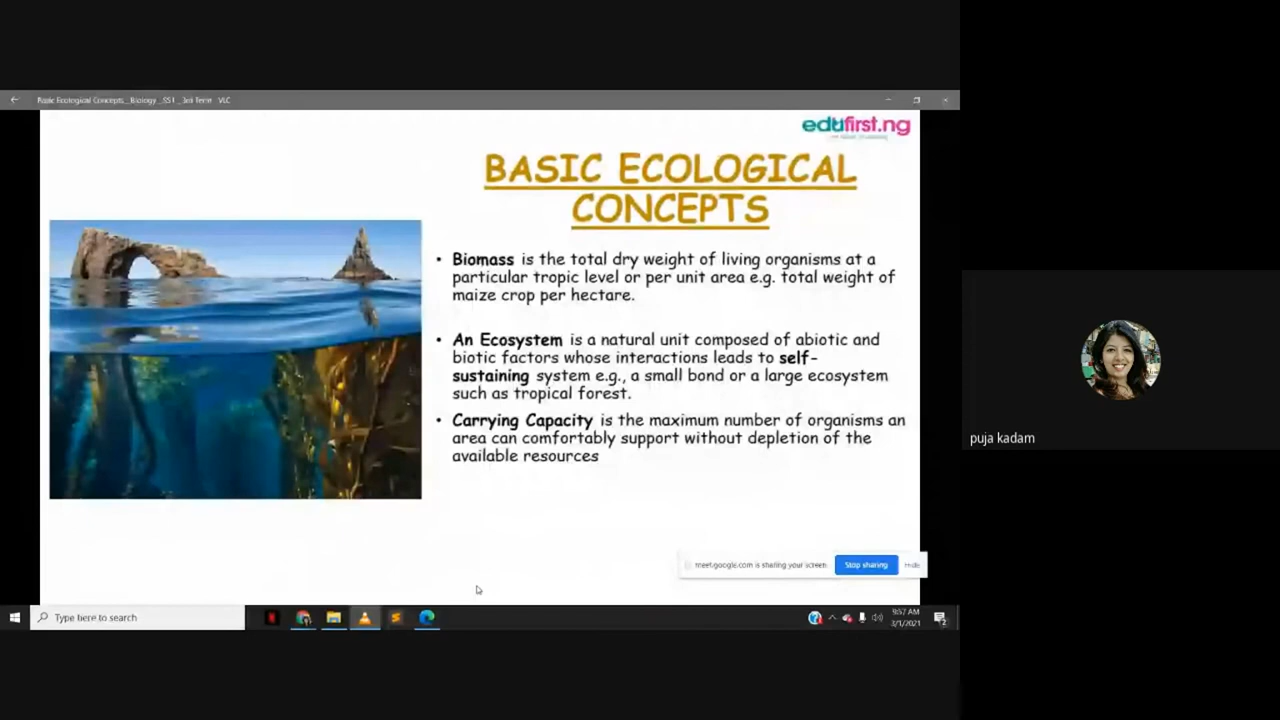 Basic Ecological Concepts_ Biology _SS1 _ 3rd Term VLC
edufirst.ng
BASIC ECOLOGICAL
CONCEPTS
• Biomass is the total dry weight of living organisms at a
particular tropic level or per unit area e.g. total weight of
maize crop per hectare.
• An Ecosystem is a natural unit composed of abiotic and
biotic factors whose interactions leads to self-
sustaining system e.g., a small bond or a large ecosystem
such as tropical forest.
• Carrying Capacity is the maximum number of organisms an
area can comfortably support without depletion of the
available resources
puja kadam
meet.google.com is sharing your screen.
Stop sharing
Hide
Type here to search
9:57 AM
3/1/2021